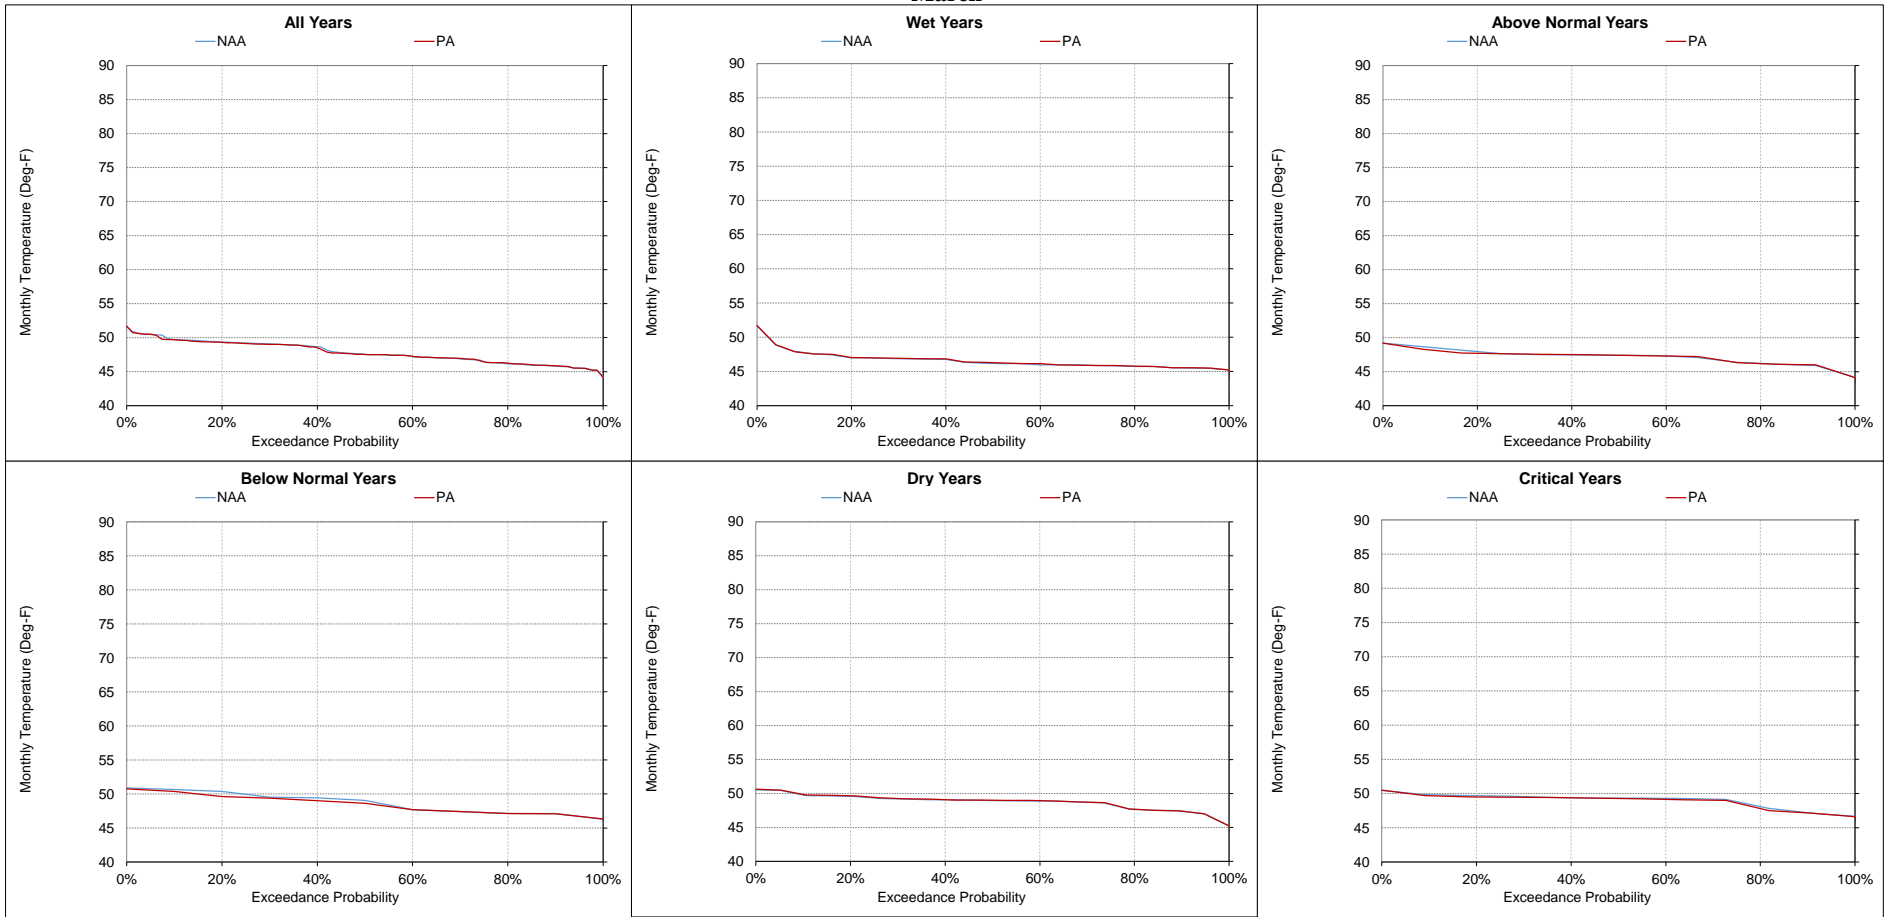 All Years
NAA PA
Monthly Temperature (Deg-F)
90
85
80
75
70
65
60
55
50
45
40
0% 20% 40% 60% 80% 100%
Exceedance Probability
Wet Years
NAA PA
Monthly Temperature (Deg-F)
90
85
80
75
70
65
60
55
50
45
40
0% 20% 40% 60% 80% 100%
Exceedance Probability
Above Normal Years
NAA PA
Monthly Temperature (Deg-F)
90
85
80
75
70
65
60
55
50
45
40
0% 20% 40% 60% 80% 100%
Exceedance Probability
Below Normal Years
NAA PA
Monthly Temperature (Deg-F)
90
85
80
75
70
65
60
55
50
45
40
0% 20% 40% 60% 80% 100%
Exceedance Probability
Dry Years
NAA PA
Monthly Temperature (Deg-F)
90
85
80
75
70
65
60
55
50
45
40
0% 20% 40% 60% 80% 100%
Exceedance Probability
Critical Years
NAA PA
Monthly Temperature (Deg-F)
90
85
80
75
70
65
60
55
50
45
40
0% 20% 40% 60% 80% 100%
Exceedance Probability